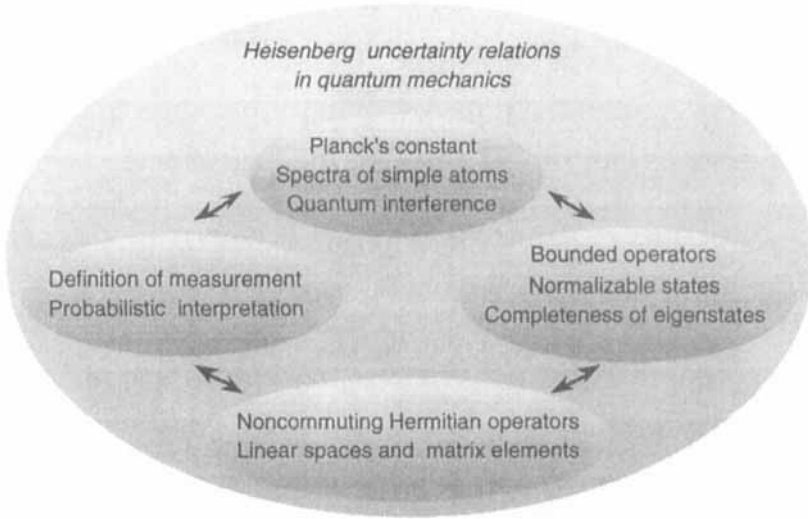 Heisenberg uncertainty relations
in quantum mechanics
Planck's constant
Spectra of simple atoms
Quantum interference
Definition of measurement
Probabilistic interpretation
Bounded operators
Normalizable states
Completeness of eigenstates
Noncommuting Hermitian operators
Linear spaces and matrix elements